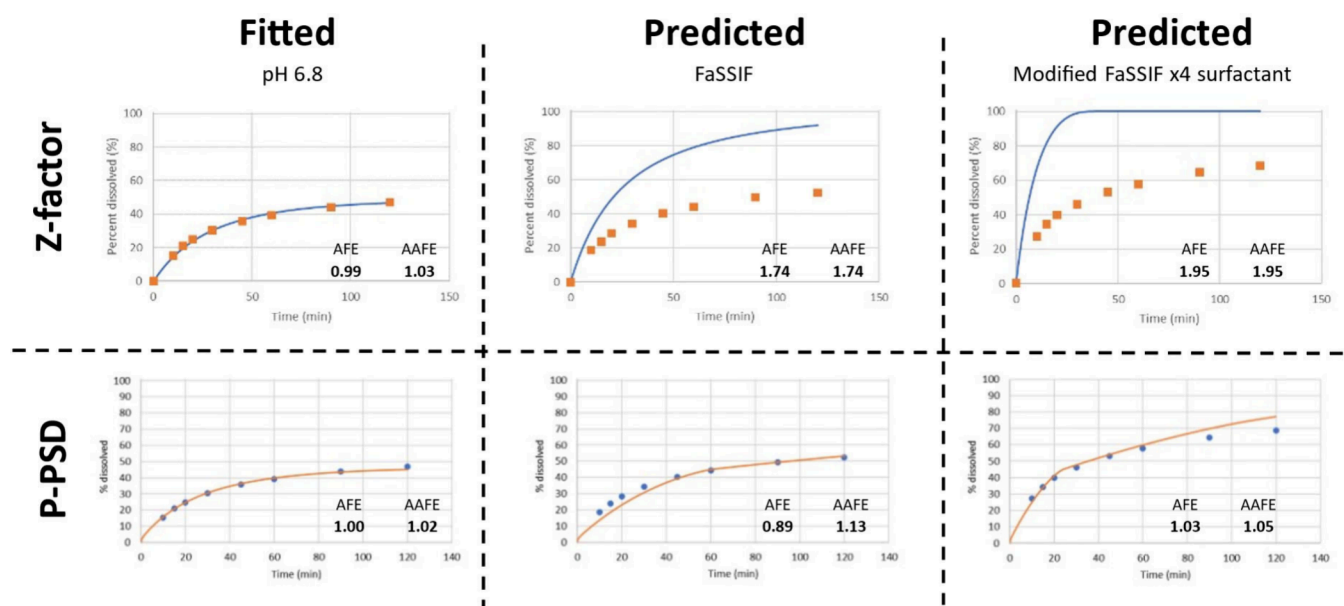 Fitted
Predicted
Predicted
pH 6.8
FaSSIF
Modified FaSSIF x4 surfactant
Z-factor
Percent dissolved (%)
100
80
60
40
20
0
AFE AAFE
0.99 1.03
0 50 100 150
Time (min)
Percent dissolved (%)
100
80
60
40
20
0
AFE AAFE
1.74 1.74
0 50 100 150
Time (min)
Percent dissolved (%)
100
80
60
40
20
0
AFE AAFE
1.95 1.95
0 50 100 150
Time (min)
P-PSD
% dissolved
100
90
80
70
60
50
40
30
20
10
0
AFE AAFE
1.00 1.02
0 20 40 60 80 100 120 140
Time (min)
% dissolved
100
90
80
70
60
50
40
30
20
10
0
AFE AAFE
0.89 1.13
0 20 40 60 80 100 120 140
Time (min)
% dissolved
100
90
80
70
60
50
40
30
20
10
0
AFE AAFE
1.03 1.05
0 20 40 60 80 100 120 140
Time (min)